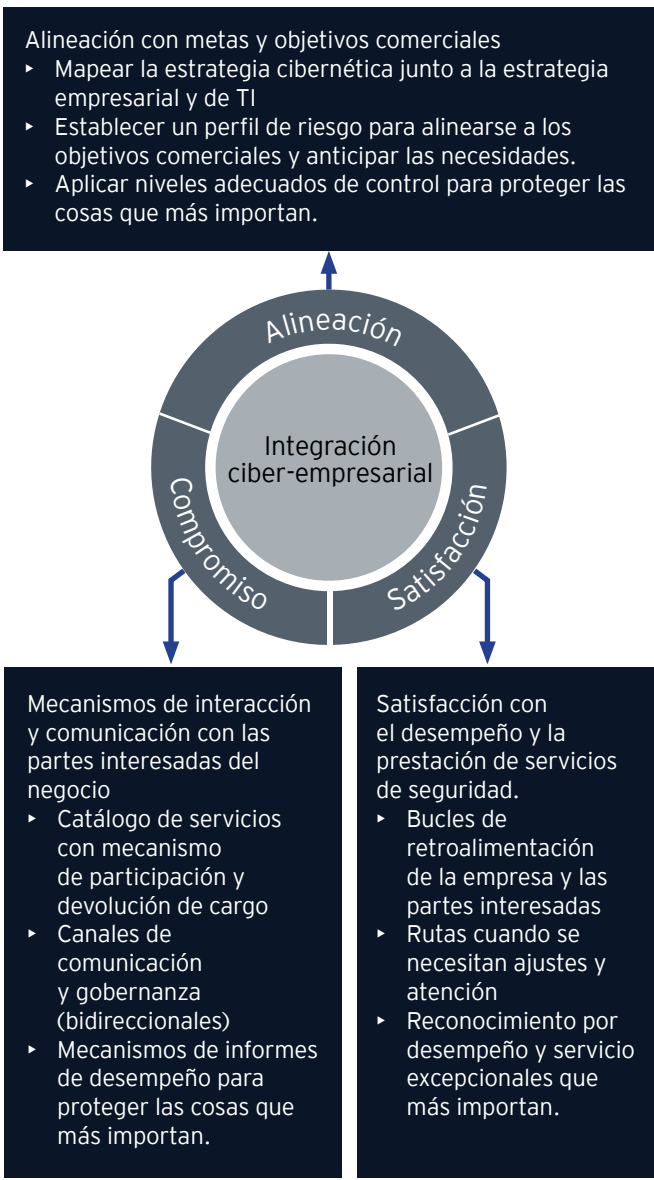 Alineación con metas y objetivos comerciales
‣ Mapear la estrategia cibernética junto a la estrategia
empresarial y de TI
‣ Establecer un perfil de riesgo para alinearse a los
objetivos comerciales y anticipar las necesidades.
‣ Aplicar niveles adecuados de control para proteger las
cosas que más importan.
Alineación
Integración
ciber-empresarial
Compromiso
Satisfacción
Mecanismos de interacción
y comunicación con las
partes interesadas del
negocio
‣ Catálogo de servicios
con mecanismo
de participación y
devolución de cargo
‣ Canales de
comunicación
y gobernanza
(bidireccionales)
‣ Mecanismos de informes
de desempeño para
proteger las cosas que
más importan.
Satisfacción con
el desempeño y la
prestación de servicios
de seguridad.
‣ Bucles de
retroalimentación
de la empresa y las
partes interesadas
‣ Rutas cuando se
necesitan ajustes y
atención
‣ Reconocimiento por
desempeño y servicio
excepcionales que
más importan.